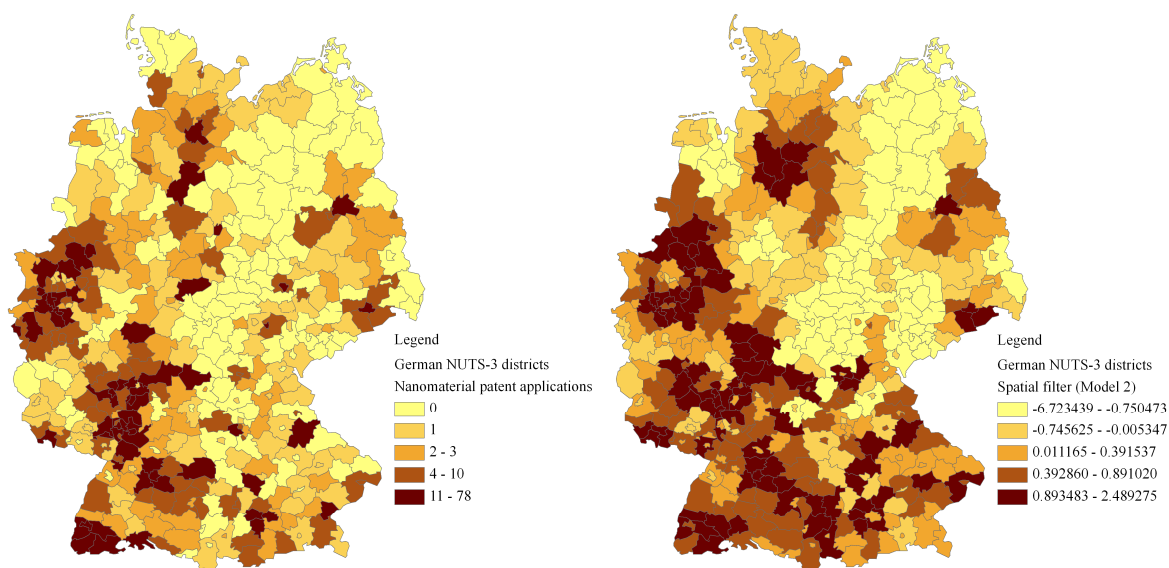 Legend
German NUTS-3 districts
Nanomaterial patent applications
0
1
2 - 3
4 - 10
11 - 78
Legend
German NUTS-3 districts
Spatial filter (Model 2)
-6.723439 - -0.750473
-0.745625 - -0.005347
0.011165 - 0.391537
0.392860 - 0.891020
0.893483 - 2.489275